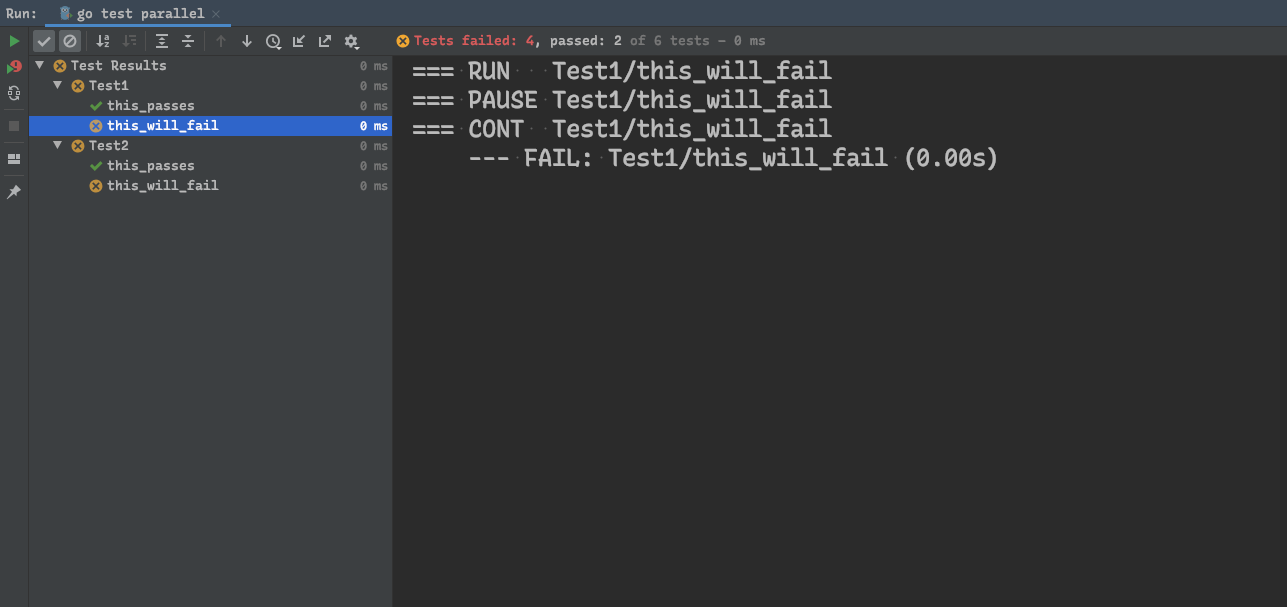 Run: go test parallel
Tests failed: 4, passed: 2 of 6 tests – 0 ms
Test Results 0 ms
Test1 0 ms
this_passes 0 ms
this_will_fail 0 ms
Test2 0 ms
this_passes 0 ms
this_will_fail 0 ms
=== RUN   Test1/this_will_fail
=== PAUSE Test1/this_will_fail
=== CONT  Test1/this_will_fail
    --- FAIL: Test1/this_will_fail (0.00s)